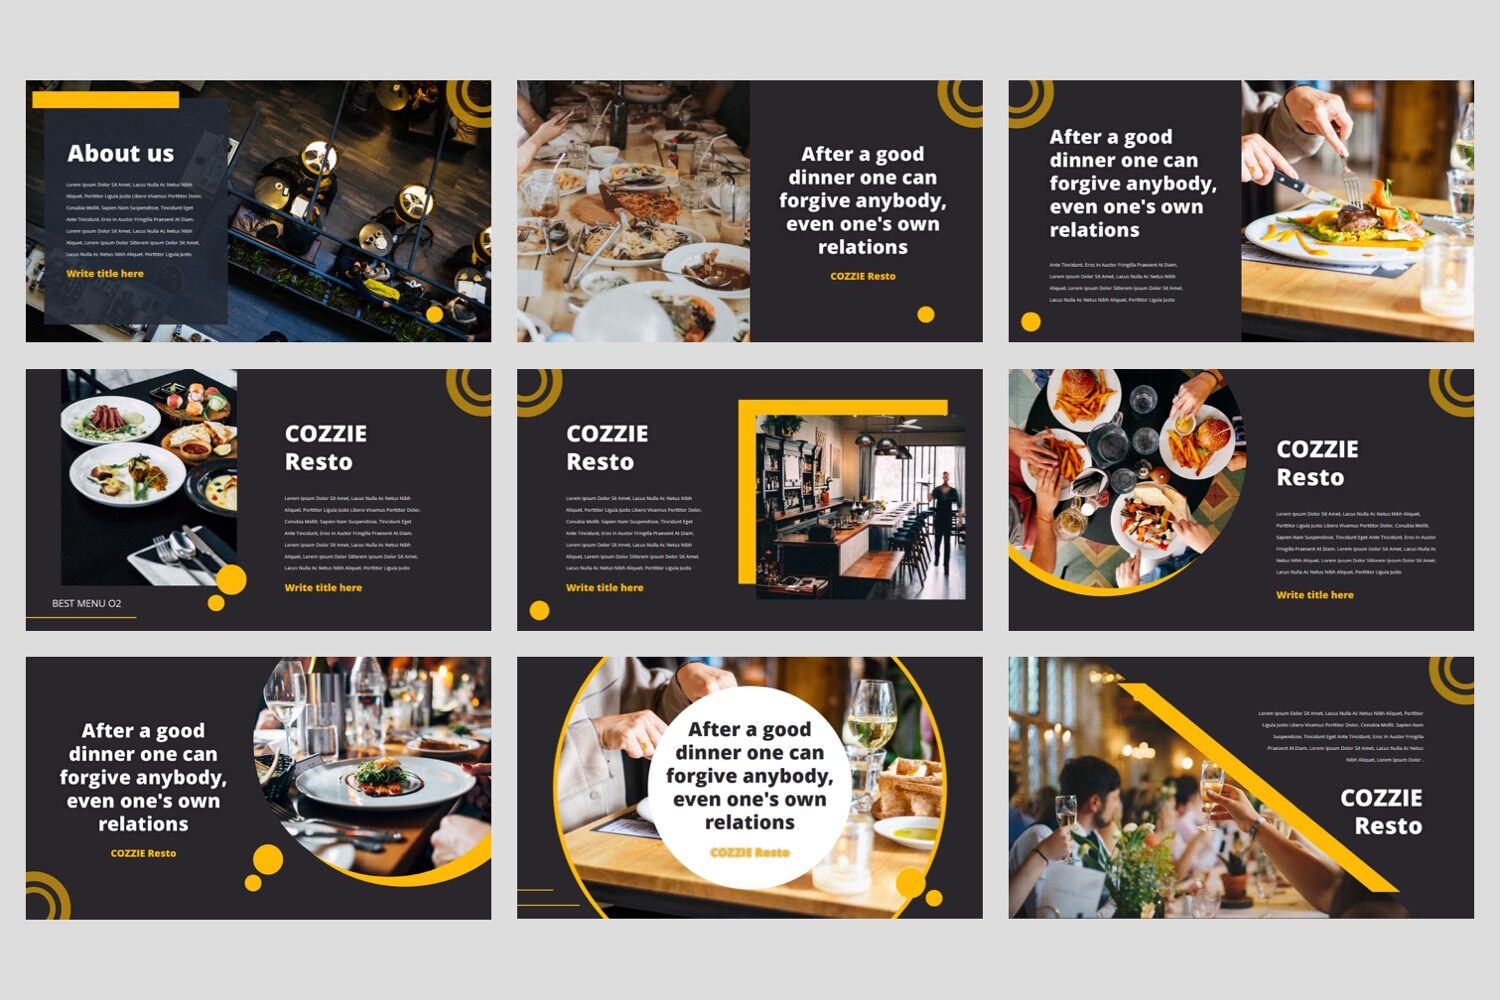 About us
Lorem Ipsum Dolor Sit Amet, Lacus Nulla Ac Netus Nibh
Aliquet, Porttitor Ligula Justo Libero Vivamus Porttitor Dolor,
Conubia Mollit, Sapien Nam Suspendisse, Tincidunt Eget
Ante Tincidunt, Eros In Auctor Fringilla Praesent At Diam.
Lorem Ipsum Dolor Sit Amet, Lacus Nulla Ac Netus Nibh
Aliquet, Lorem Ipsum Dolor SitIorem Ipsum Dolor Sit Amet,
Lacus Nulla Ac Netus Nibh Aliquet, Porttitor Ligula Justo
Write title here
After a good
dinner one can
forgive anybody,
even one's own
relations
COZZIE Resto
After a good
dinner one can
forgive anybody,
even one's own
relations
Ante Tincidunt, Eros In Auctor Fringilla Praesent At Diam.
Lorem Ipsum Dolor Sit Amet, Lacus Nulla Ac Netus Nibh
Aliquet, Lorem Ipsum Dolor SitIorem Ipsum Dolor Sit Amet,
Lacus Nulla Ac Netus Nibh Aliquet, Porttitor Ligula Justo
BEST MENU O2
COZZIE
Resto
Lorem Ipsum Dolor Sit Amet, Lacus Nulla Ac Netus Nibh
Aliquet, Porttitor Ligula Justo Libero Vivamus Porttitor Dolor,
Conubia Mollit, Sapien Nam Suspendisse, Tincidunt Eget
Ante Tincidunt, Eros In Auctor Fringilla Praesent At Diam.
Lorem Ipsum Dolor Sit Amet, Lacus Nulla Ac Netus Nibh
Aliquet, Lorem Ipsum Dolor SitIorem Ipsum Dolor Sit Amet,
Lacus Nulla Ac Netus Nibh Aliquet, Porttitor Ligula Justo
Write title here
COZZIE
Resto
Lorem Ipsum Dolor Sit Amet, Lacus Nulla Ac Netus Nibh
Aliquet, Porttitor Ligula Justo Libero Vivamus Porttitor Dolor,
Conubia Mollit, Sapien Nam Suspendisse, Tincidunt Eget
Ante Tincidunt, Eros In Auctor Fringilla Praesent At Diam.
Lorem Ipsum Dolor Sit Amet, Lacus Nulla Ac Netus Nibh
Aliquet, Lorem Ipsum Dolor SitIorem Ipsum Dolor Sit Amet,
Lacus Nulla Ac Netus Nibh Aliquet, Porttitor Ligula Justo
Write title here
COZZIE
Resto
Lorem Ipsum Dolor Sit Amet, Lacus Nulla Ac Netus Nibh Aliquet,
Porttitor Ligula Justo Libero Vivamus Porttitor Dolor, Conubia Mollit,
Sapien Nam Suspendisse, Tincidunt Eget Ante Tincidunt, Eros In Auctor
Fringilla Praesent At Diam. Lorem Ipsum Dolor Sit Amet, Lacus Nulla Ac
Netus Nibh Aliquet, Lorem Ipsum Dolor SitIorem Ipsum Dolor Sit Amet,
Lacus Nulla Ac Netus Nibh Aliquet, Porttitor Ligula Justo
Write title here
After a good
dinner one can
forgive anybody,
even one's own
relations
COZZIE Resto
After a good
dinner one can
forgive anybody,
even one's own
relations
COZZIE Resto
Lorem Ipsum Dolor Sit Amet, Lacus Nulla Ac Netus Nibh Aliquet, Porttitor
Ligula Justo Libero Vivamus Porttitor Dolor, Conubia Mollit, Sapien Nam
Suspendisse, Tincidunt Eget Ante Tincidunt, Eros In Auctor Fringilla
Praesent At Diam. Lorem Ipsum Dolor Sit Amet, Lacus Nulla Ac Netus
Nibh Aliquet, Lorem Ipsum Dolor .
COZZIE
Resto